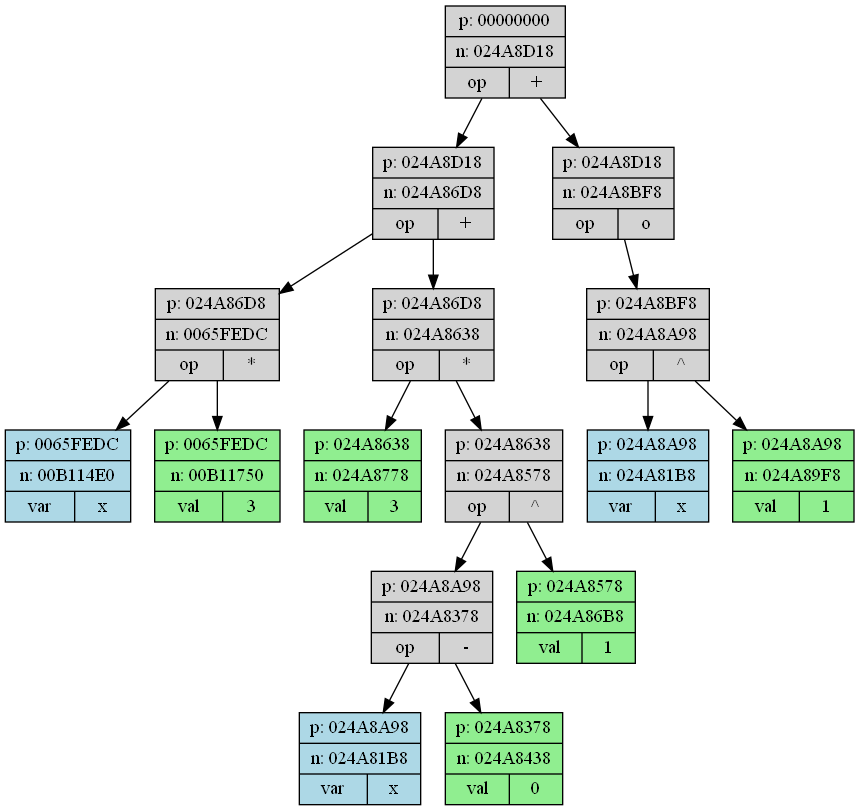 p: 00000000
n: 024A8D18
op +
p: 024A8D18
n: 024A86D8
op +
p: 024A8D18
n: 024A8BF8
op o
p: 024A86D8
n: 0065FEDC
op *
p: 024A86D8
n: 024A8638
op *
p: 024A8BF8
n: 024A8A98
op ^
p: 0065FEDC
n: 00B114E0
var x
p: 0065FEDC
n: 00B11750
val 3
p: 024A8638
n: 024A8778
val 3
p: 024A8638
n: 024A8578
op ^
p: 024A8A98
n: 024A81B8
var x
p: 024A8A98
n: 024A89F8
val 1
p: 024A8A98
n: 024A8378
op -
p: 024A8578
n: 024A86B8
val 1
p: 024A8A98
n: 024A81B8
var x
p: 024A8378
n: 024A8438
val 0